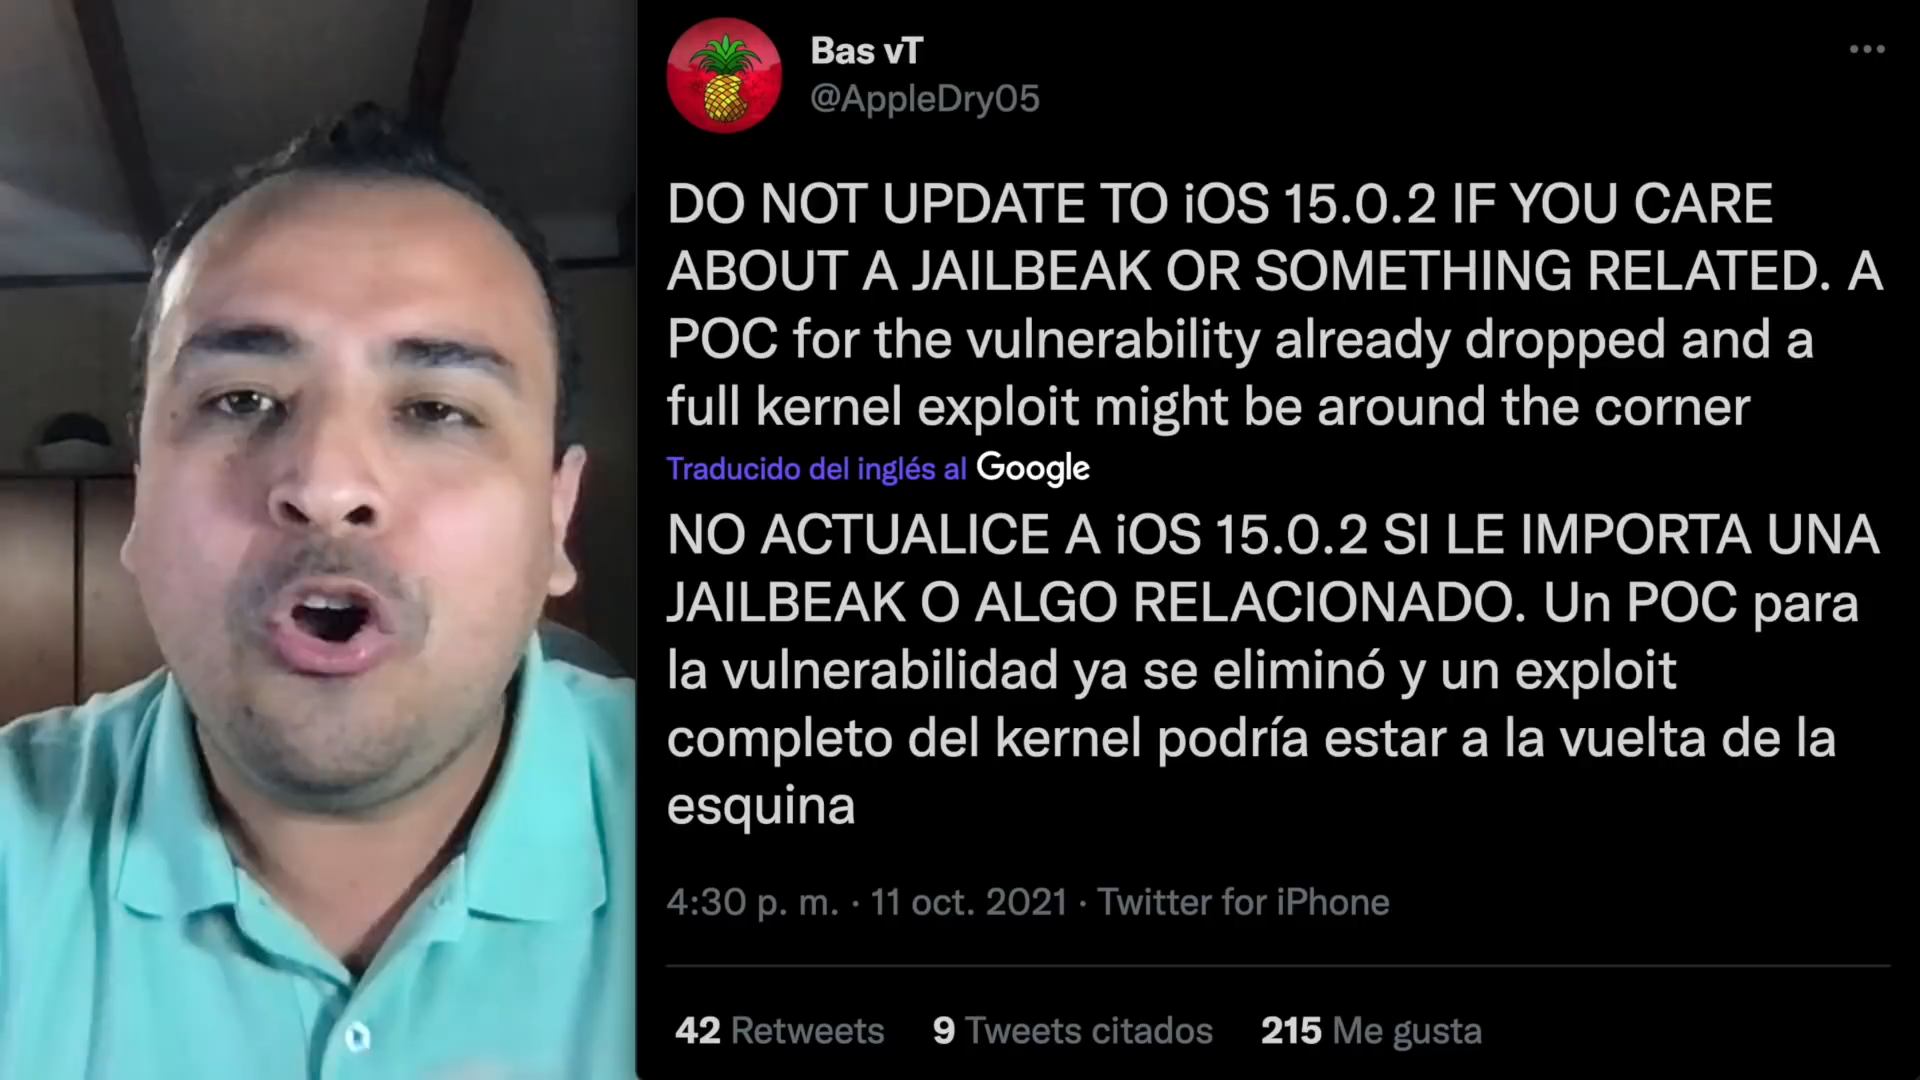 Bas vT
@AppleDry05
DO NOT UPDATE TO iOS 15.0.2 IF YOU CARE
ABOUT A JAILBEAK OR SOMETHING RELATED. A
POC for the vulnerability already dropped and a
full kernel exploit might be around the corner
Traducido del inglés al Google
NO ACTUALICE A iOS 15.0.2 SI LE IMPORTA UNA
JAILBEAK O ALGO RELACIONADO. Un POC para
la vulnerabilidad ya se eliminó y un exploit
completo del kernel podría estar a la vuelta de la
esquina
4:30 p. m. · 11 oct. 2021 · Twitter for iPhone
42 Retweets 9 Tweets citados 215 Me gusta